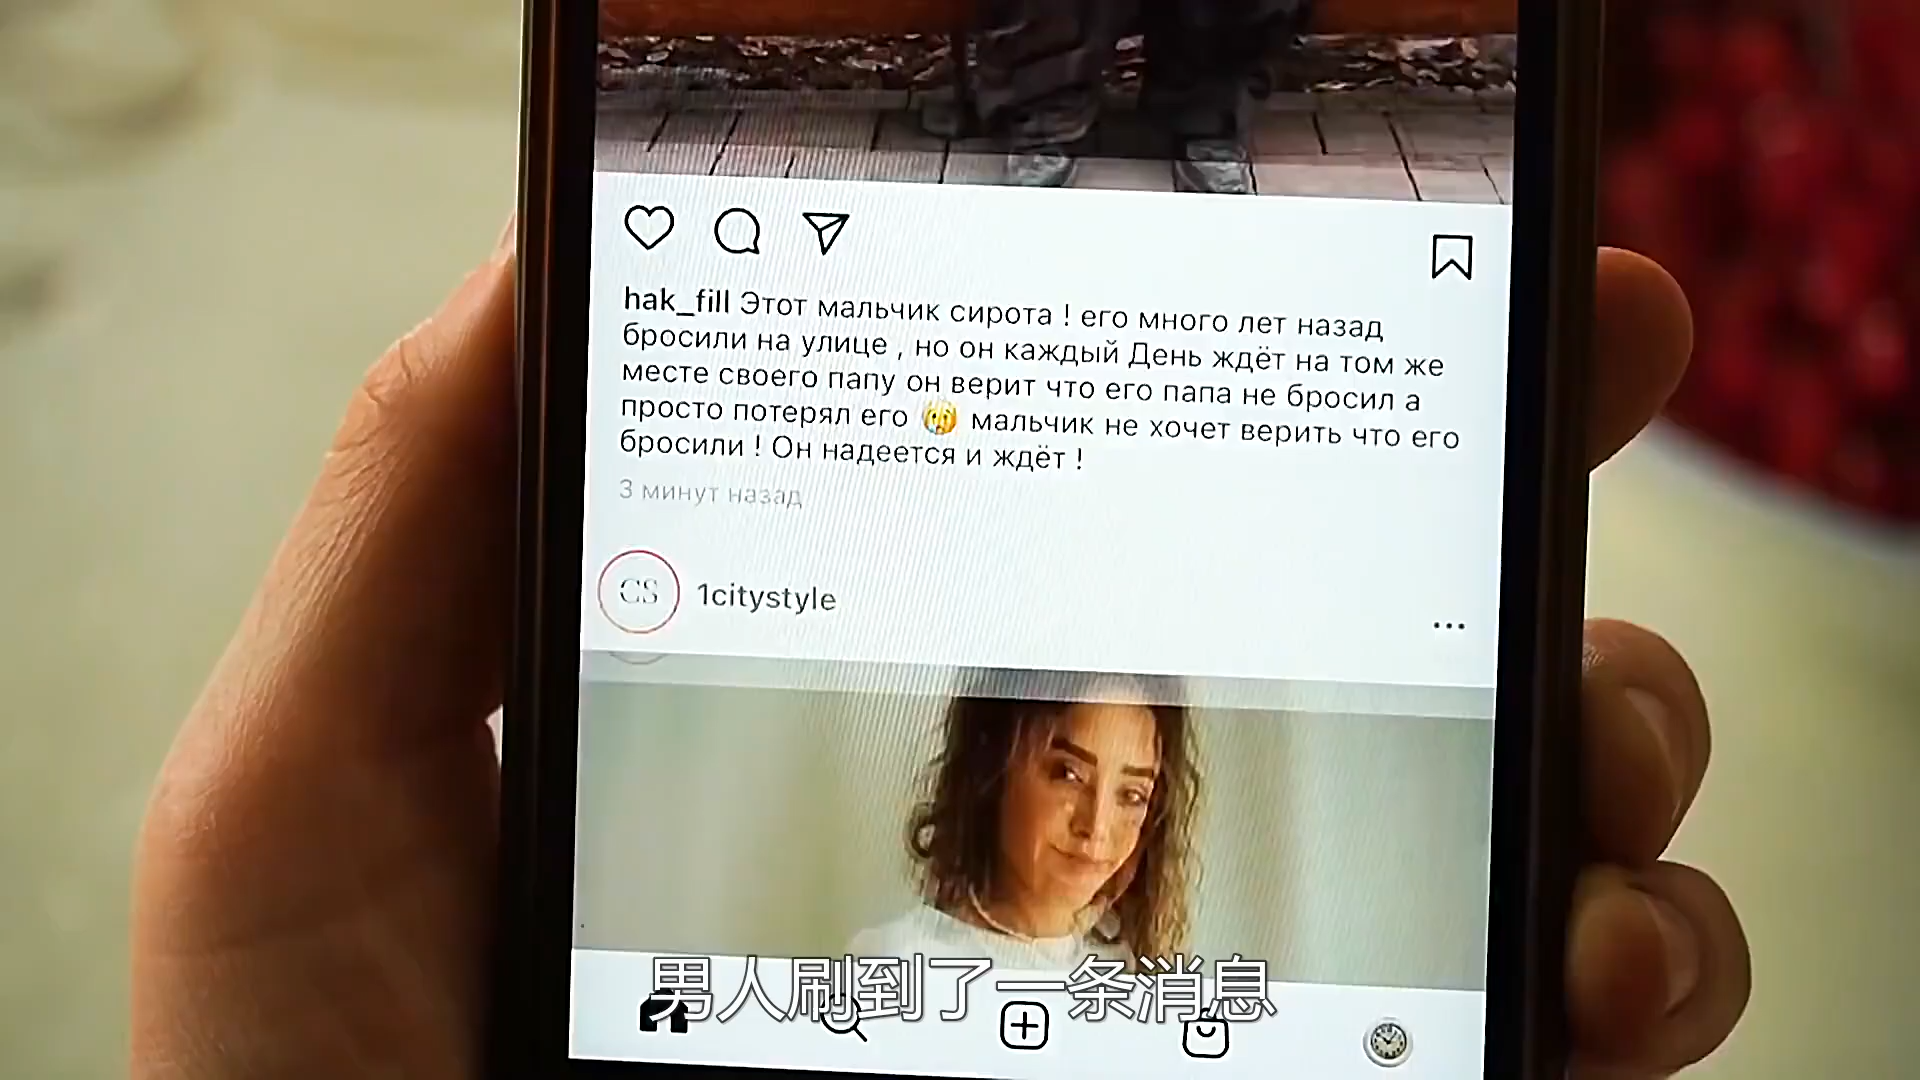 hak_fill Этот мальчик сирота ! его много лет назад
бросили на улице , но он каждый День ждёт на том же
месте своего папу он верит что его папа не бросил а
просто потерял его 😢 мальчик не хочет верить что его
бросили ! Он надеется и ждёт !
3 минут назад
CS 1citystyle
男人刷到了一条消息